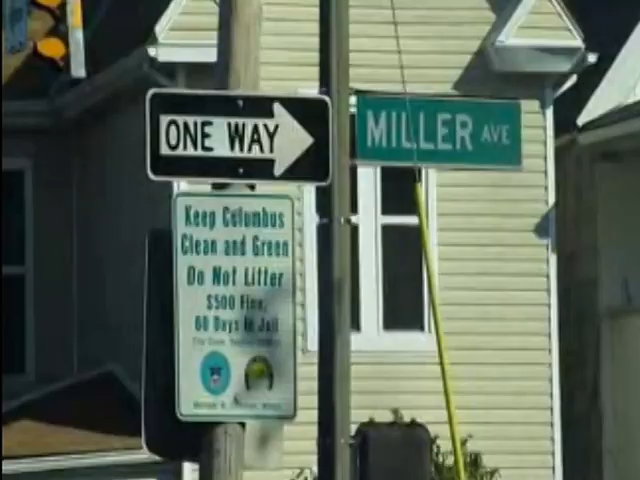 ONE WAY
MILLER AVE
Keep Columbus
Clean and Green
Do Not Litter
$500 Fine,
60 Days In Jail